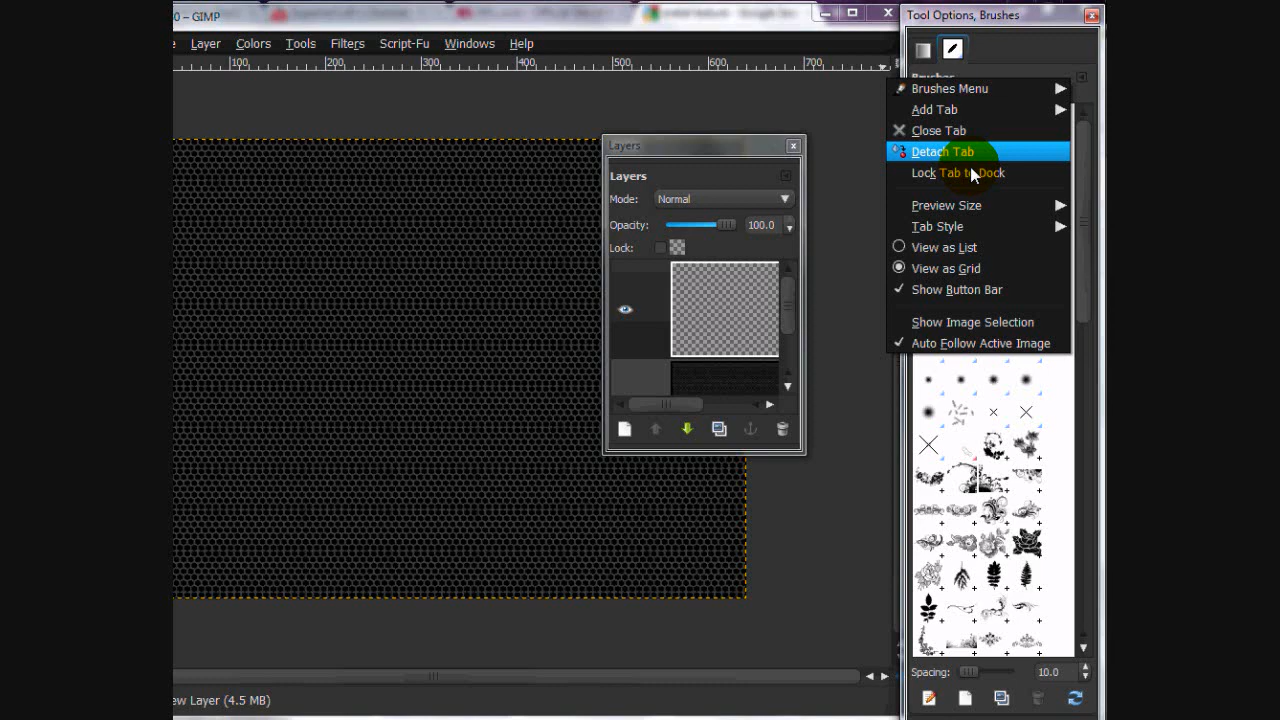 0 – GIMP
Tool Options, Brushes
Layer Colors Tools Filters Script-Fu Windows Help
100 200 300 400 500 600 700
Brushes
Brushes Menu
Add Tab
Close Tab
Detach Tab
Lock Tab to Dock
Preview Size
Tab Style
View as List
View as Grid
Show Button Bar
Show Image Selection
Auto Follow Active Image
Layers
Layers
Mode: Normal
Opacity: 100.0
Lock:
Spacing: 10.0
ew Layer (4.5 MB)